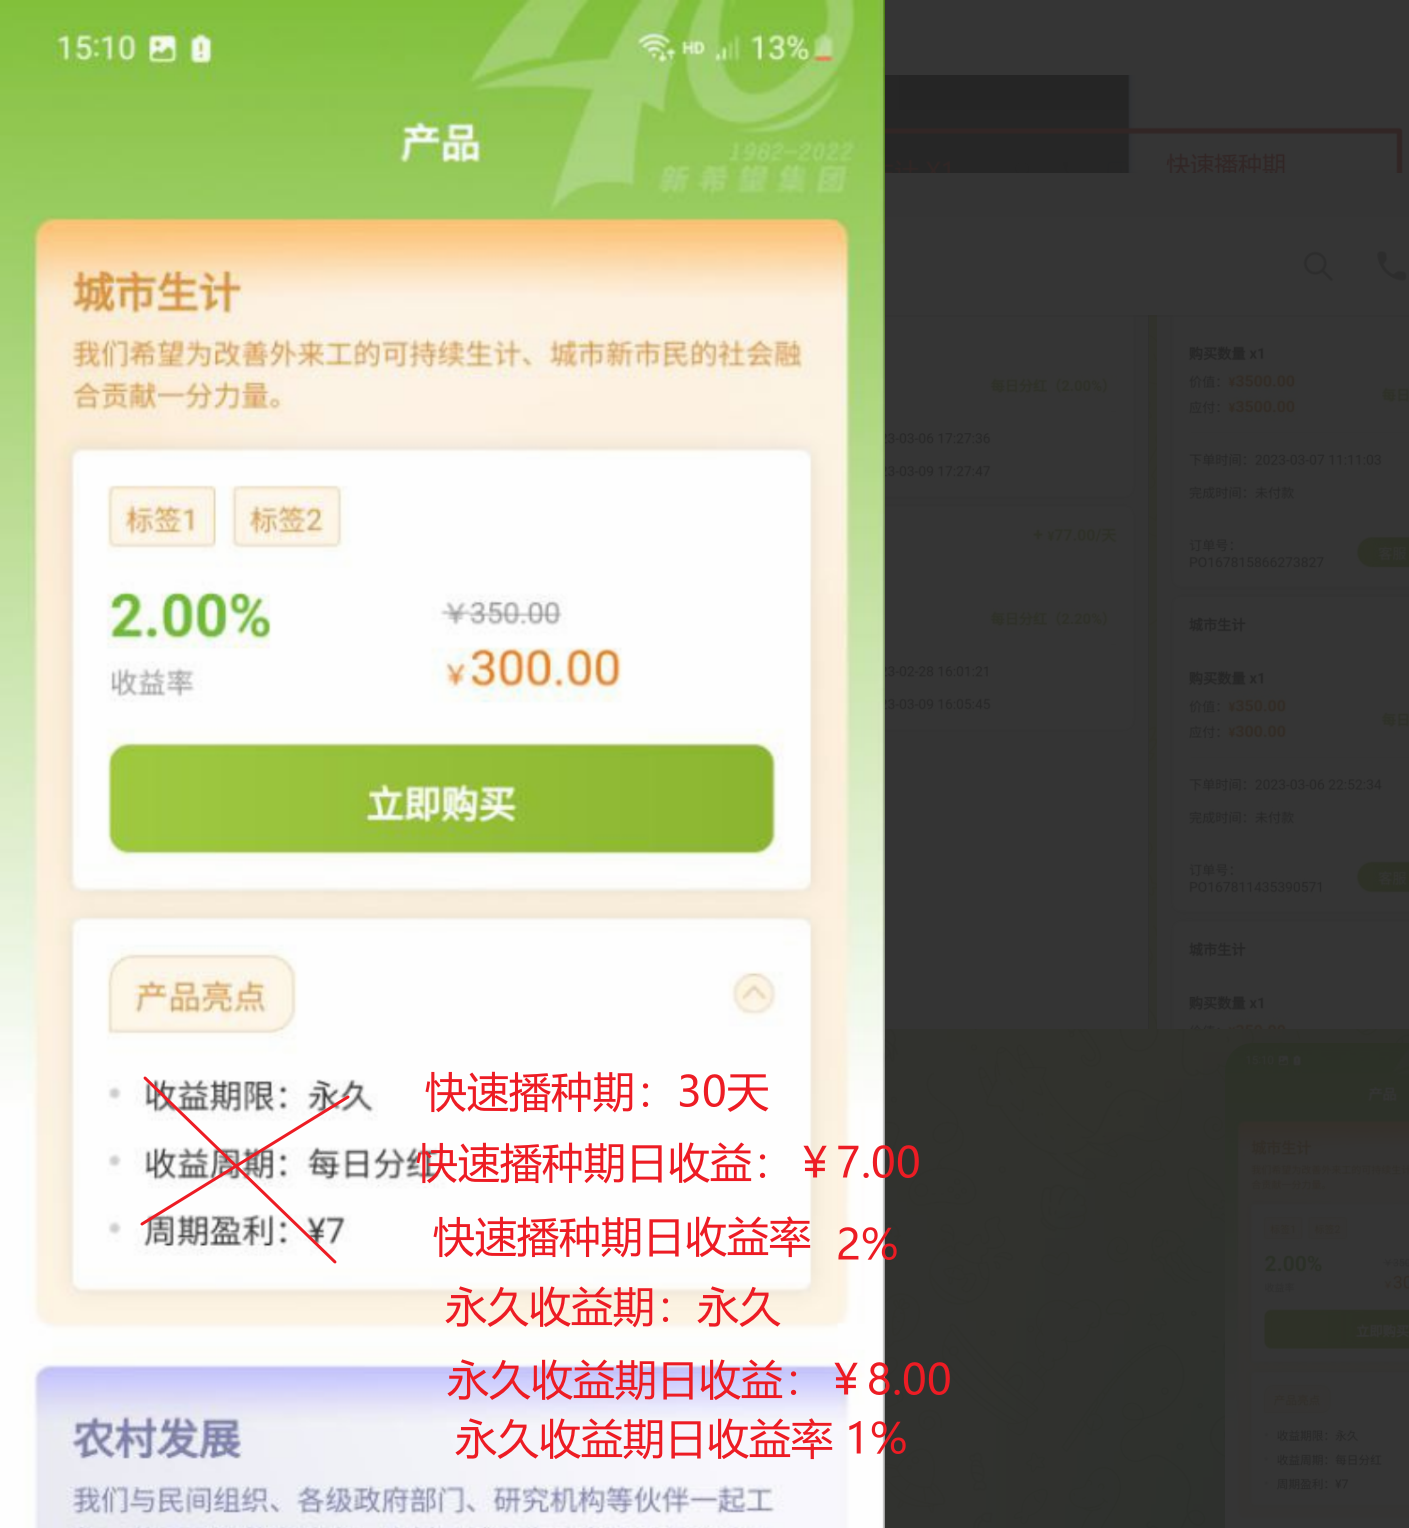 15:10
HD
13%
产品
1982-2022
新希望集团
快速播种期
城市生计
我们希望为改善外来工的可持续生计、城市新市民的社会融
合贡献一分力量。
标签1
标签2
2.00%
收益率
￥350.00
¥300.00
立即购买
产品亮点
收益期限：永久
快速播种期：30天
收益周期：每日分红
快速播种期日收益：￥7.00
周期盈利：¥7
快速播种期日收益率 2%
永久收益期：永久
永久收益期日收益：￥8.00
永久收益期日收益率 1%
农村发展
我们与民间组织、各级政府部门、研究机构等伙伴一起工
每日分红（2.00%）
3-03-06 17:27:36
3-03-09 17:27:47
+ ¥77.00/天
每日分红（2.20%）
3-02-28 16:01:21
3-03-09 16:05:45
购买数量 x1
价值：¥3500.00
应付：¥3500.00
下单时间：2023-03-07 11:11:03
完成时间：未付款
订单号：
PO167815866273827
城市生计
购买数量 x1
价值：¥350.00
应付：¥300.00
下单时间：2023-03-06 22:52:34
完成时间：未付款
订单号：
PO167811435390571
城市生计
购买数量 x1
产品
城市生计
2.00%
收益期限：永久
收益周期：每日分红
周期盈利：¥7